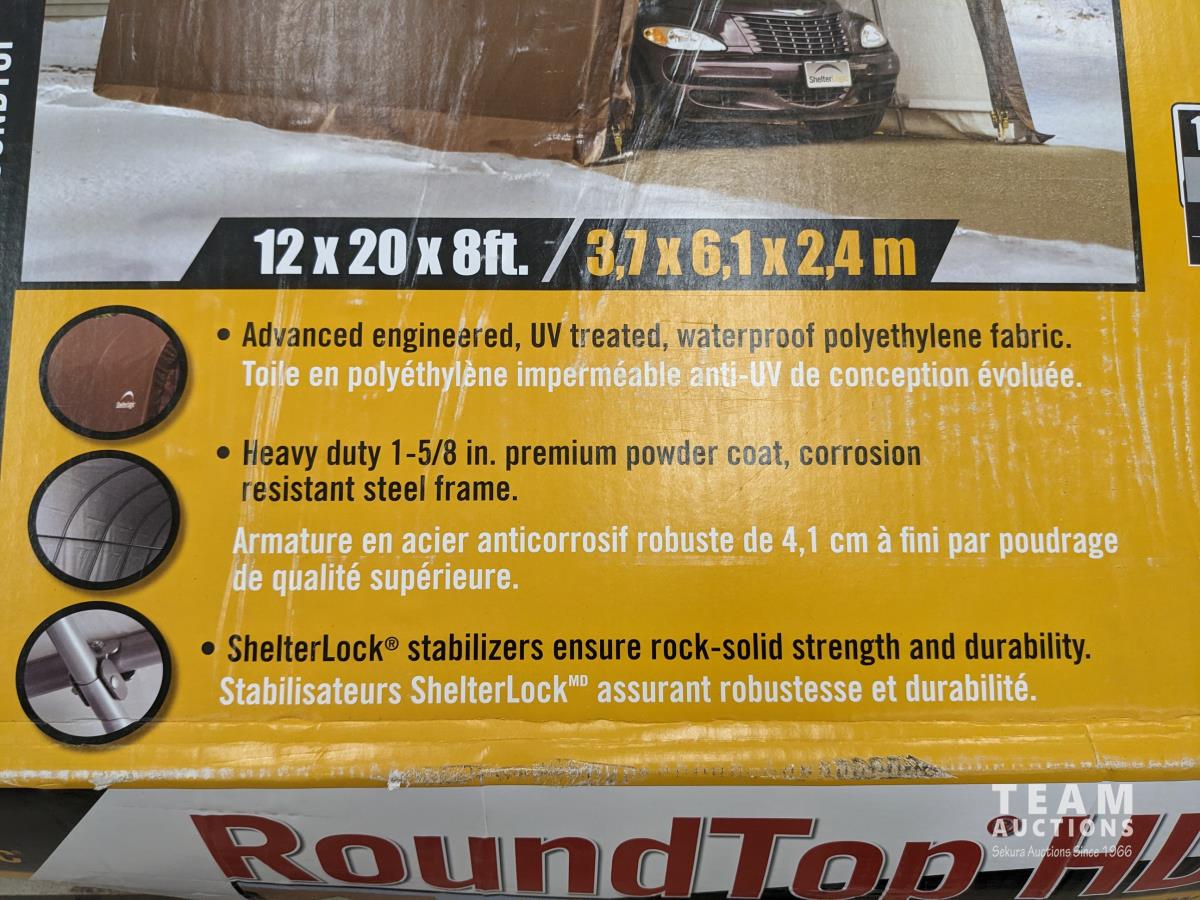 ShelterLogic
12 x 20 x 8ft. / 3,7 x 6,1 x 2,4 m
• Advanced engineered, UV treated, waterproof polyethylene fabric.
Toile en polyéthylène imperméable anti-UV de conception évoluée.
ShelterLogic
• Heavy duty 1-5/8 in. premium powder coat, corrosion
resistant steel frame.
Armature en acier anticorrosif robuste de 4,1 cm à fini par poudrage
de qualité supérieure.
• ShelterLock® stabilizers ensure rock-solid strength and durability.
Stabilisateurs ShelterLockMD assurant robustesse et durabilité.
RoundTop® HD
TEAM
AUCTIONS
Sekura Auctions Since 1966